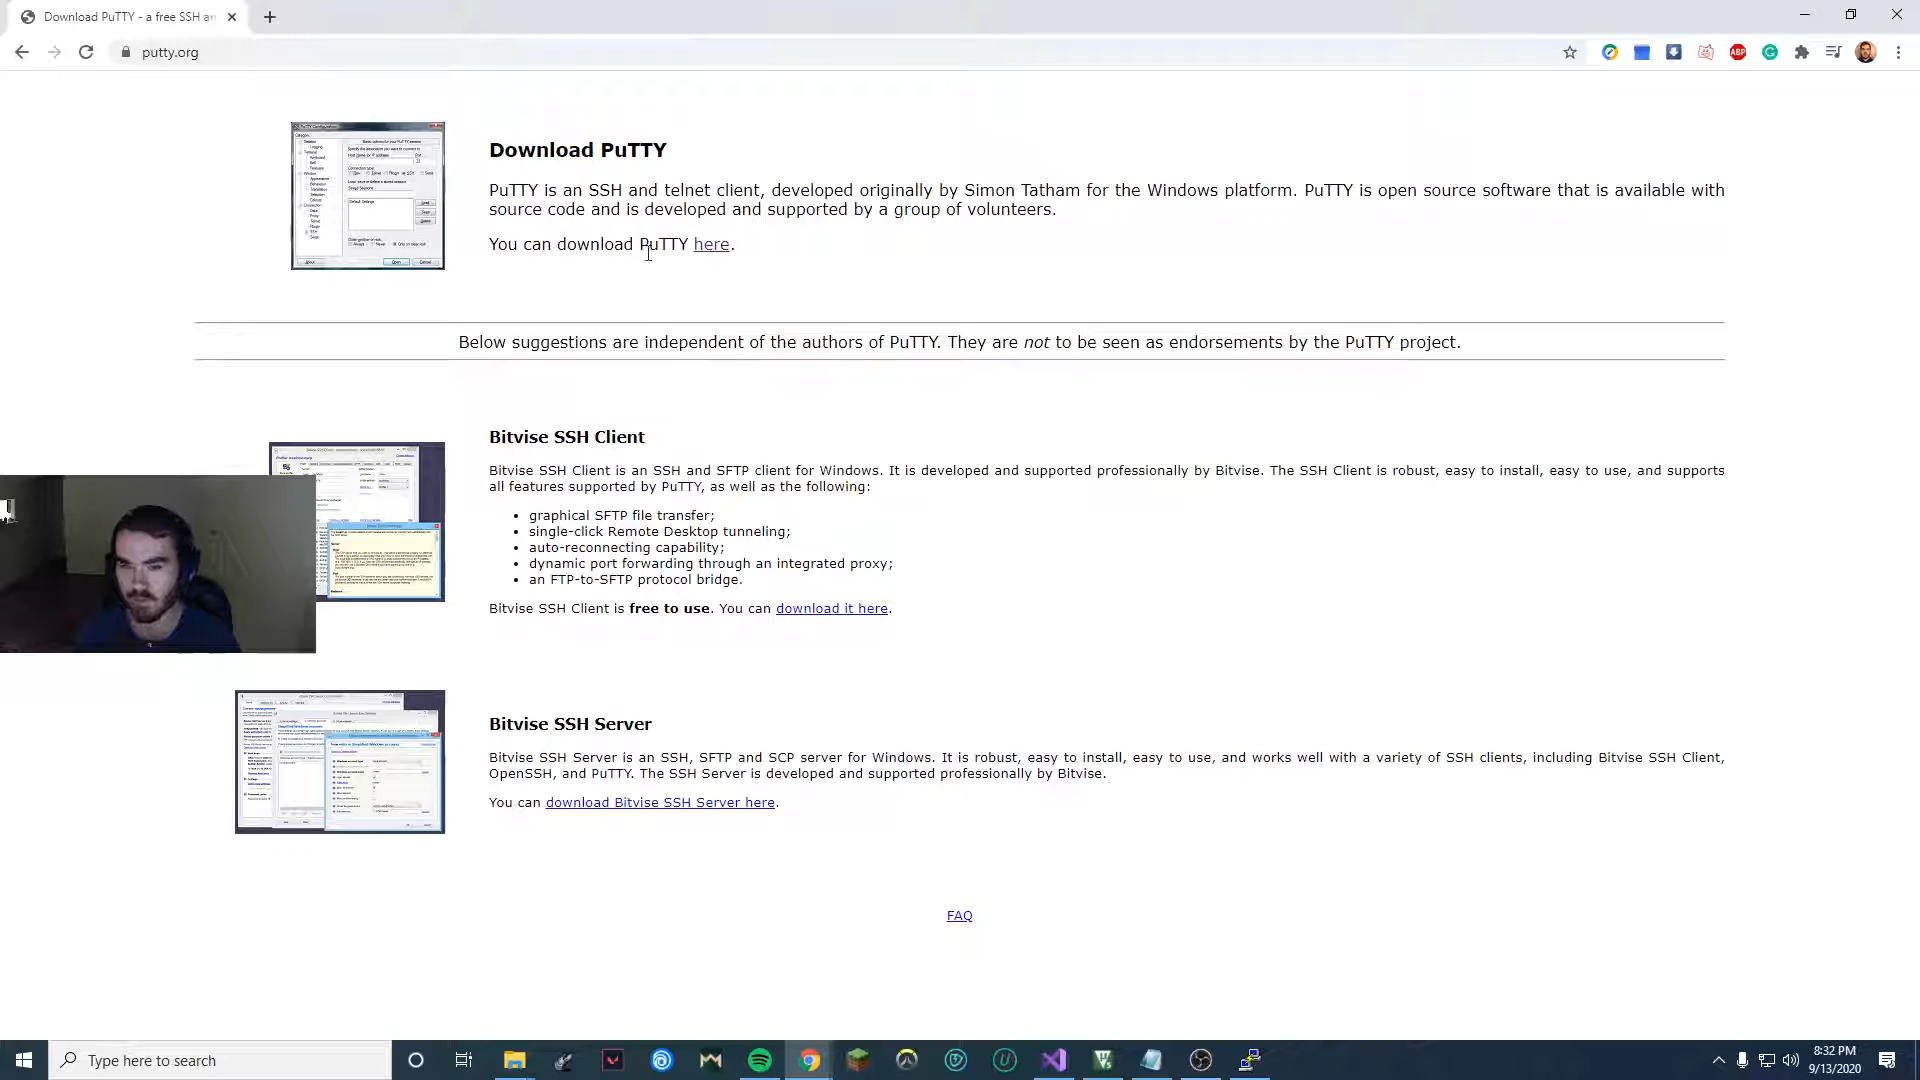 Download PuTTY - a free SSH an
putty.org
ABP
Download PuTTY
PuTTY is an SSH and telnet client, developed originally by Simon Tatham for the Windows platform. PuTTY is open source software that is available with
source code and is developed and supported by a group of volunteers.
You can download PuTTY here.
Below suggestions are independent of the authors of PuTTY. They are not to be seen as endorsements by the PuTTY project.
Bitvise SSH Client
Bitvise SSH Client is an SSH and SFTP client for Windows. It is developed and supported professionally by Bitvise. The SSH Client is robust, easy to install, easy to use, and supports
all features supported by PuTTY, as well as the following:
• graphical SFTP file transfer;
• single-click Remote Desktop tunneling;
• auto-reconnecting capability;
• dynamic port forwarding through an integrated proxy;
• an FTP-to-SFTP protocol bridge.
Bitvise SSH Client is free to use. You can download it here.
Bitvise SSH Server
Bitvise SSH Server is an SSH, SFTP and SCP server for Windows. It is robust, easy to install, easy to use, and works well with a variety of SSH clients, including Bitvise SSH Client,
OpenSSH, and PuTTY. The SSH Server is developed and supported professionally by Bitvise.
You can download Bitvise SSH Server here.
FAQ
Type here to search
8:32 PM
9/13/2020